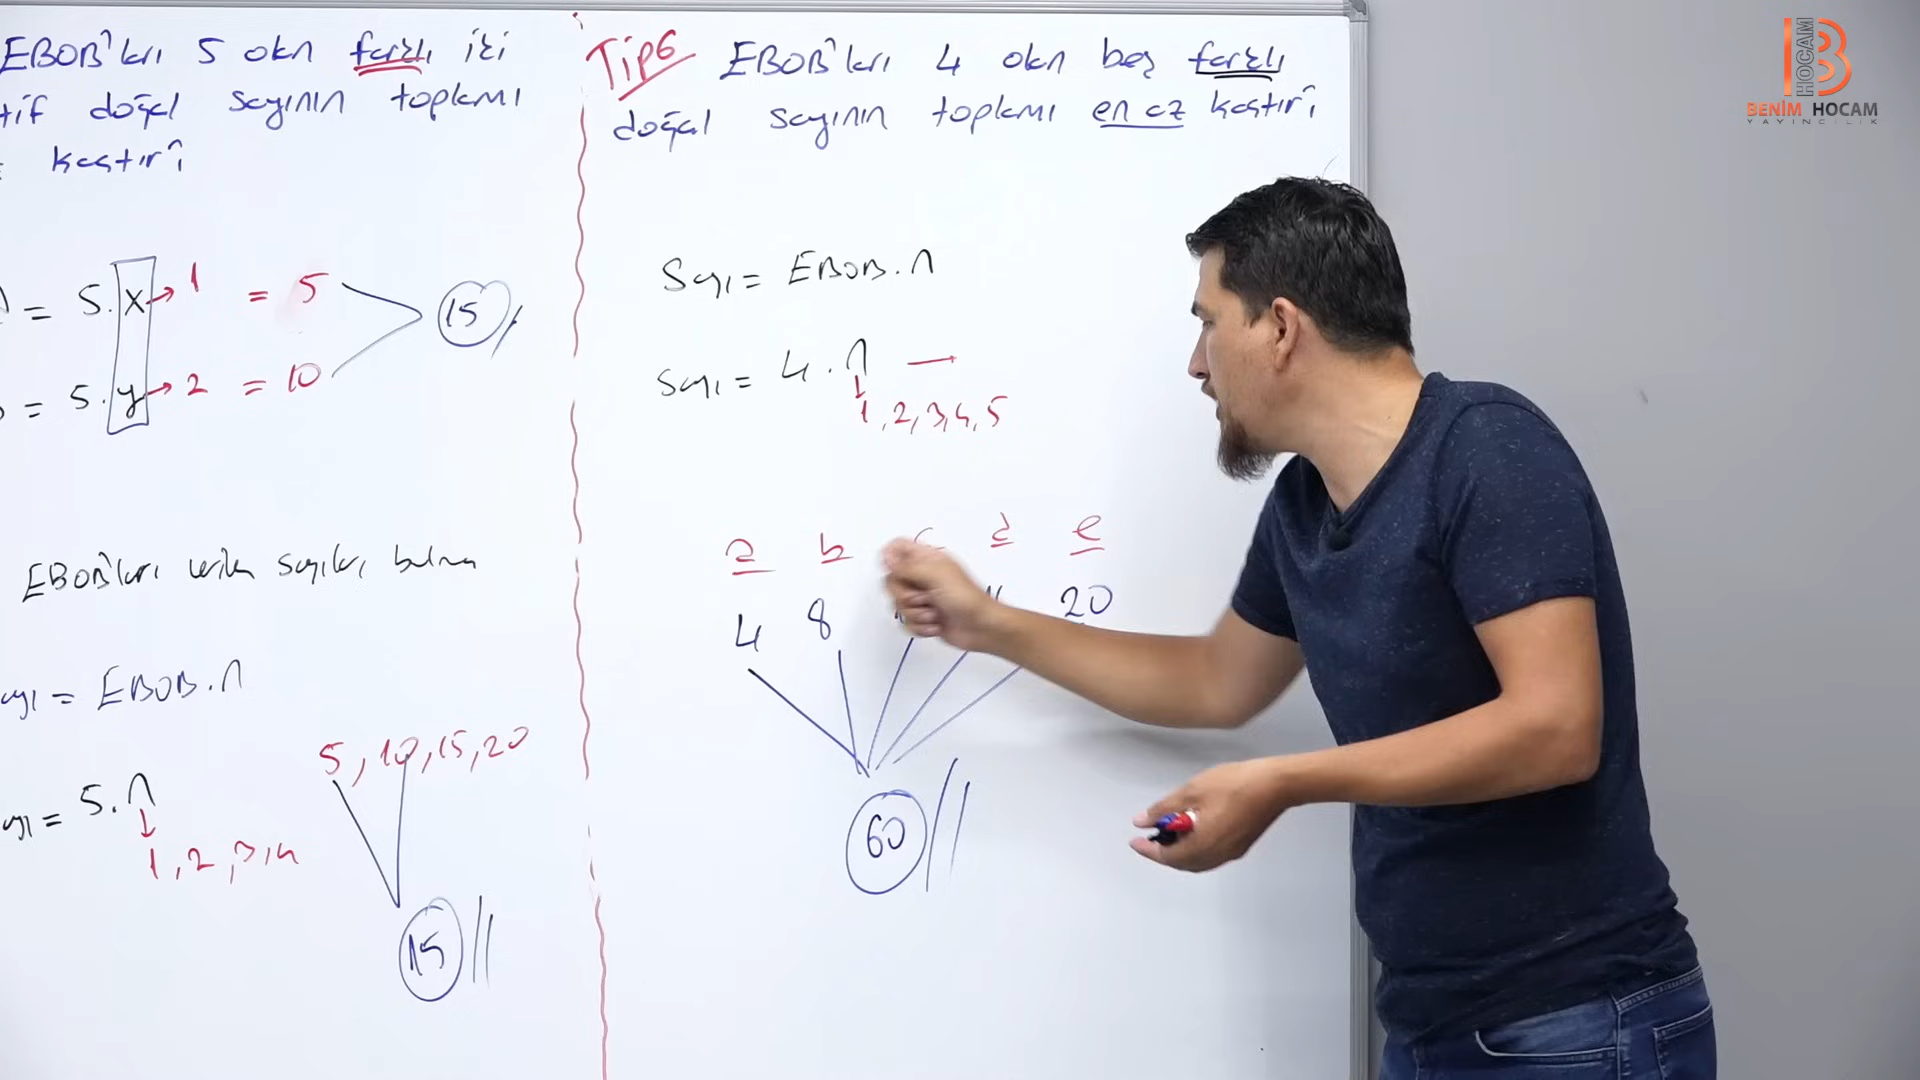 EBOB'ları 5 olan farklı iki
tif doğal sayının toplamı
kaçtır?
= 5.x → 1 = 5
15
= 5.y → 2 = 10
EBOB'ları verilen sayıları bulma
ayı = EBOB.n
5, 10, 15, 20
ayı = 5.n
1, 2, 3, 4
15
Tip6
EBOB'ları 4 olan beş farklı
doğal sayının toplamı en az kaçtır?
Sayı = EBOB.n
Sayı = 4.n →
1, 2, 3, 4, 5
a b c d e
4 8 20
60
HOCAM
B
BENİM HOCAM
YAYINCILIK